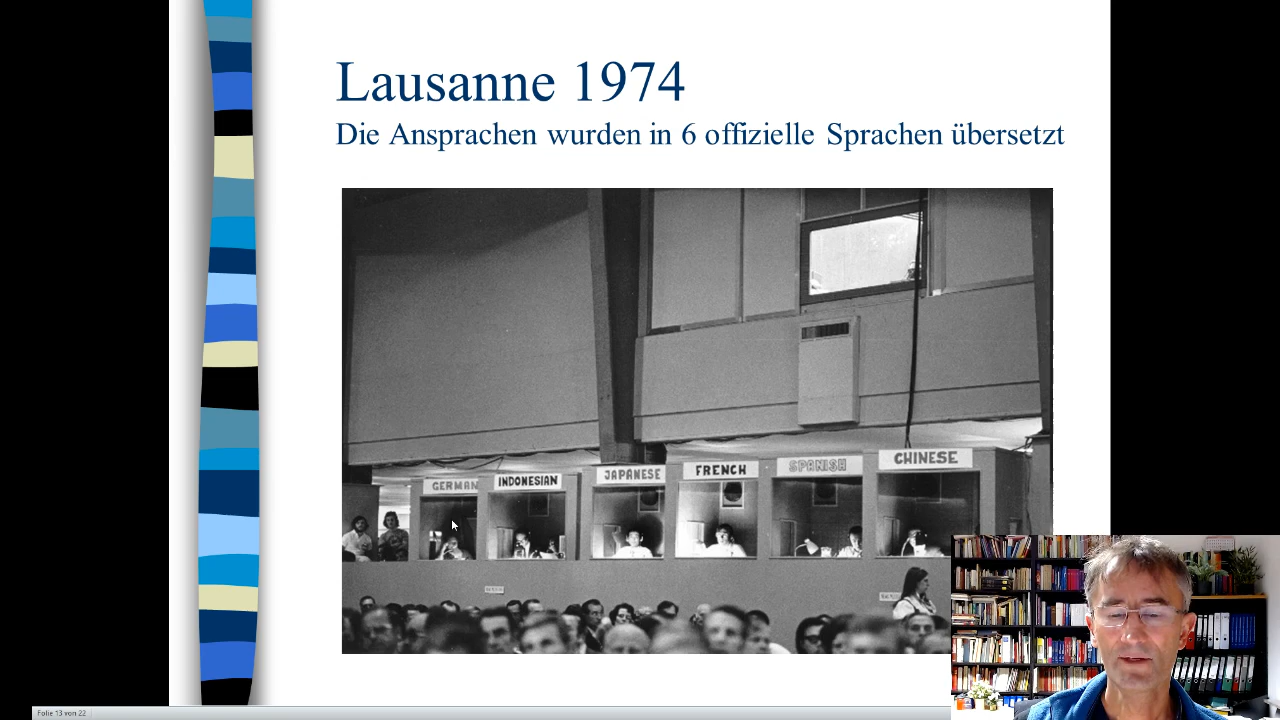 Lausanne 1974
Die Ansprachen wurden in 6 offizielle Sprachen übersetzt
GERMAN
INDONESIAN
JAPANESE
FRENCH
SPANISH
CHINESE
Folie 13 von 22